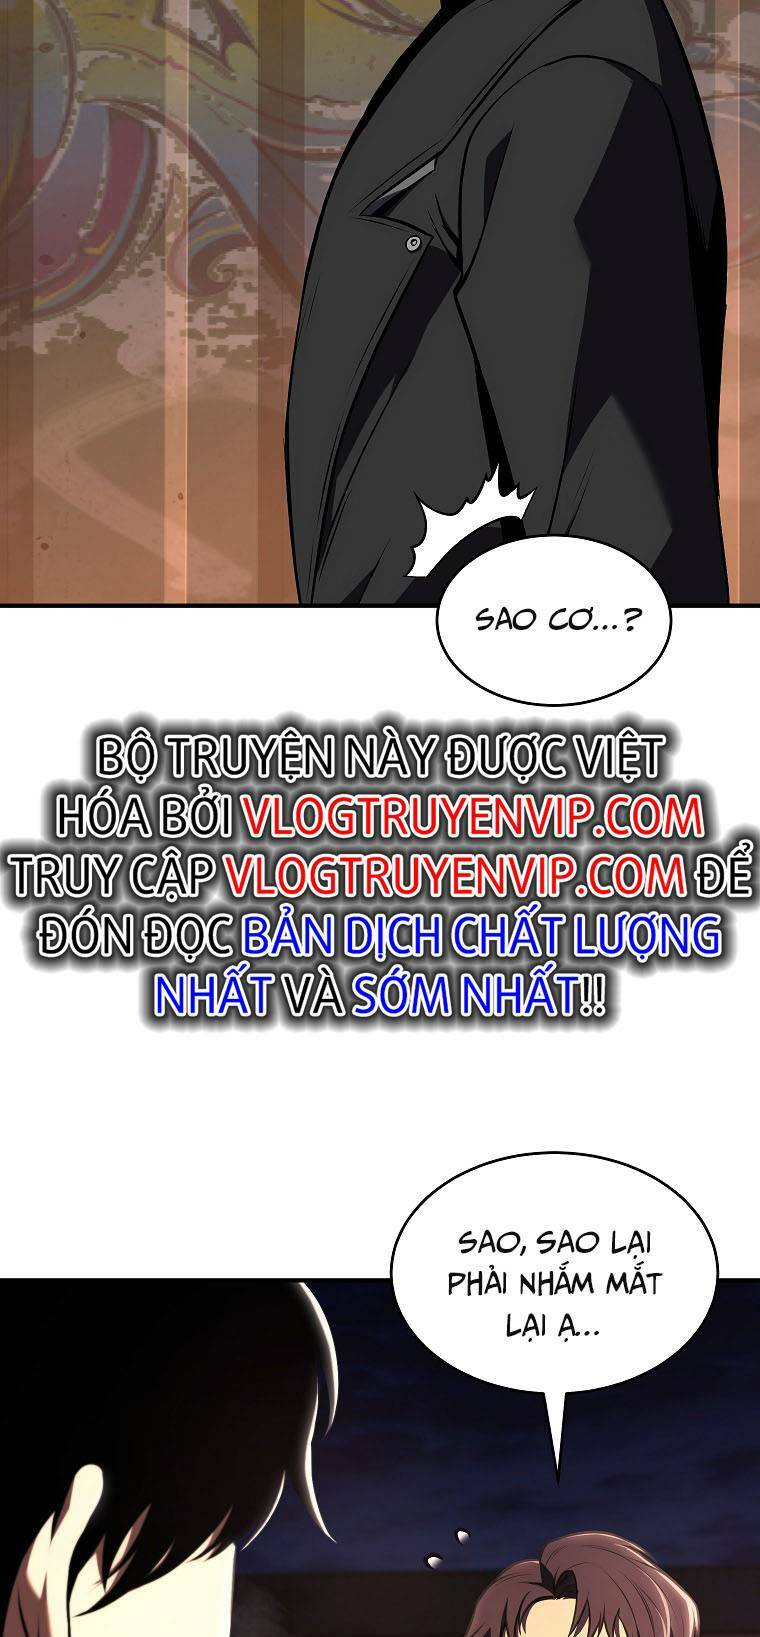 SAO CƠ...?
BỘ TRUYỆN NÀY ĐƯỢC VIỆT
HÓA BỞI VLOGTRUYENVIP.COM
TRUY CẬP VLOGTRUYENVIP.COM ĐỂ
ĐÓN ĐỌC BẢN DỊCH CHẤT LƯỢNG
NHẤT VÀ SỚM NHẤT!!
SAO, SAO LẠI
PHẢI NHẮM MẮT
LẠI Ạ...